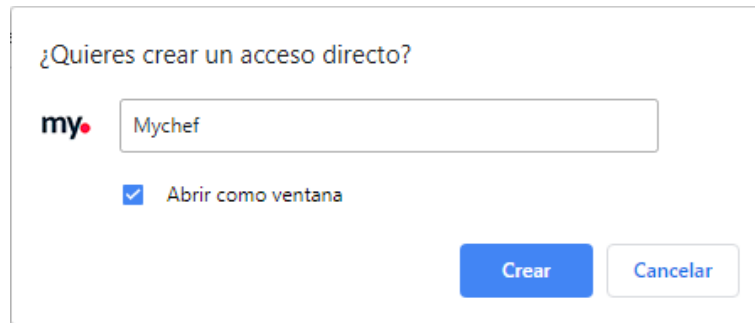 ¿Quieres crear un acceso directo?
my.
Mychef
Abrir como ventana
Crear
Cancelar